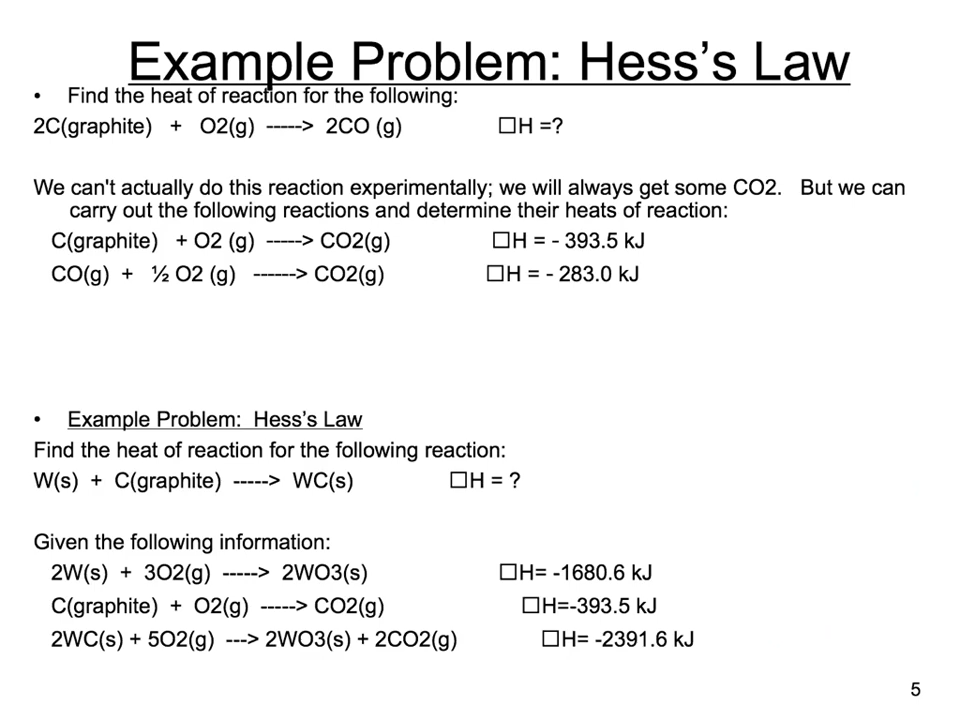 Example Problem: Hess’s Law
• Find the heat of reaction for the following:
2C(graphite) + O2(g) -----> 2CO (g) □H =?
We can't actually do this reaction experimentally; we will always get some CO2. But we can
carry out the following reactions and determine their heats of reaction:
C(graphite) + O2 (g) -----> CO2(g) □H = - 393.5 kJ
CO(g) + ½ O2 (g) ------> CO2(g) □H = - 283.0 kJ
• Example Problem: Hess’s Law
Find the heat of reaction for the following reaction:
W(s) + C(graphite) -----> WC(s) □H = ?
Given the following information:
2W(s) + 3O2(g) -----> 2WO3(s) □H= -1680.6 kJ
C(graphite) + O2(g) -----> CO2(g) □H=-393.5 kJ
2WC(s) + 5O2(g) ---> 2WO3(s) + 2CO2(g) □H= -2391.6 kJ
5